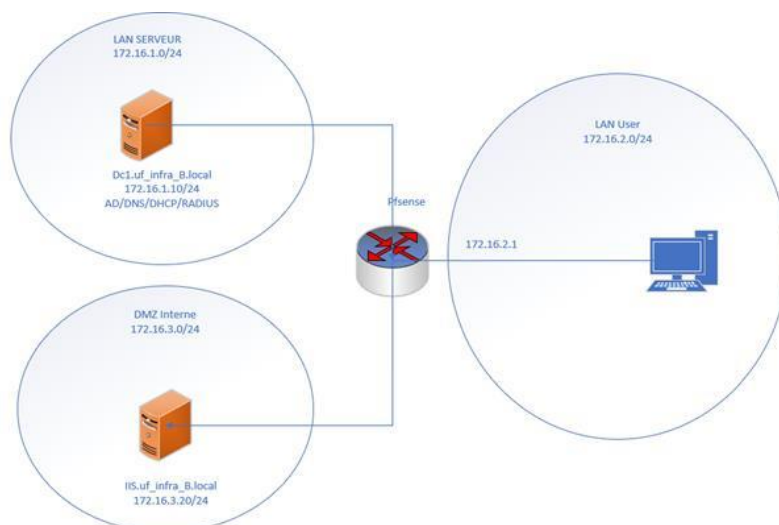 LAN SERVEUR
172.16.1.0/24
Dc1.uf_infra_B.local
172.16.1.10/24
AD/DNS/DHCP/RADIUS
Pfsense
LAN User
172.16.2.0/24
172.16.2.1
DMZ Interne
172.16.3.0/24
IIS.uf_infra_B.local
172.16.3.20/24